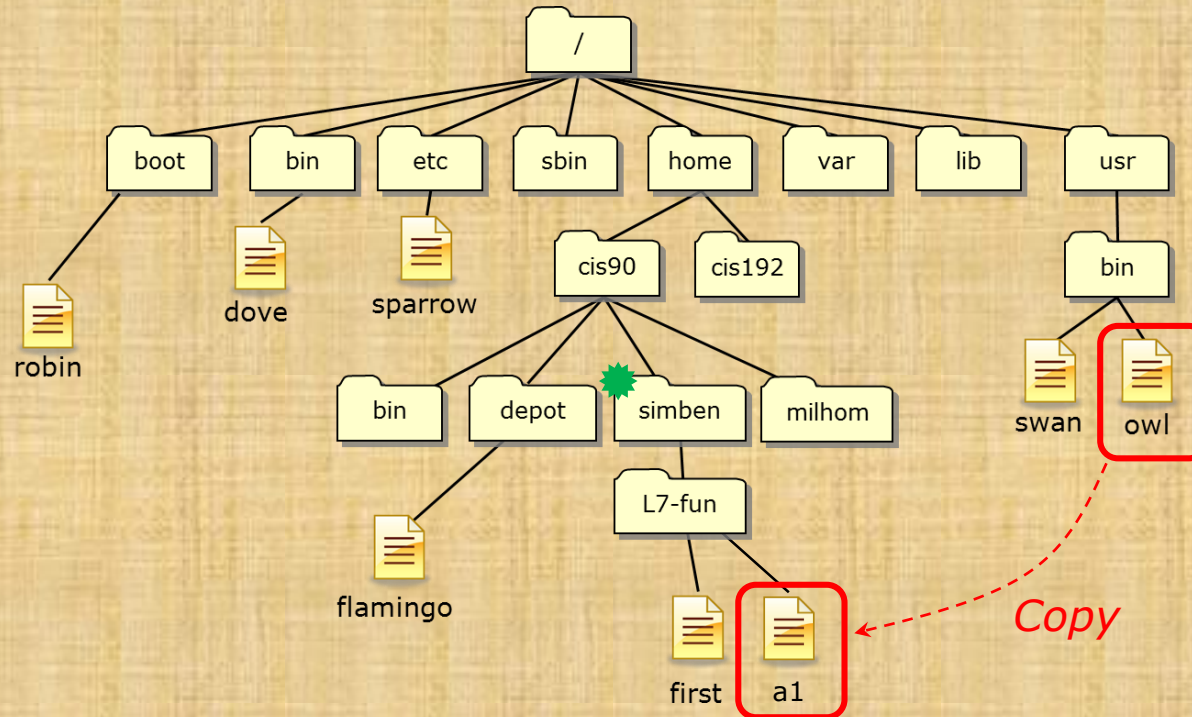 /
boot
bin
etc
sbin
home
var
lib
usr
cis90
cis192
bin
dove
sparrow
robin
bin
depot
simben
milhom
swan
owl
L7-fun
flamingo
Copy
first
a1